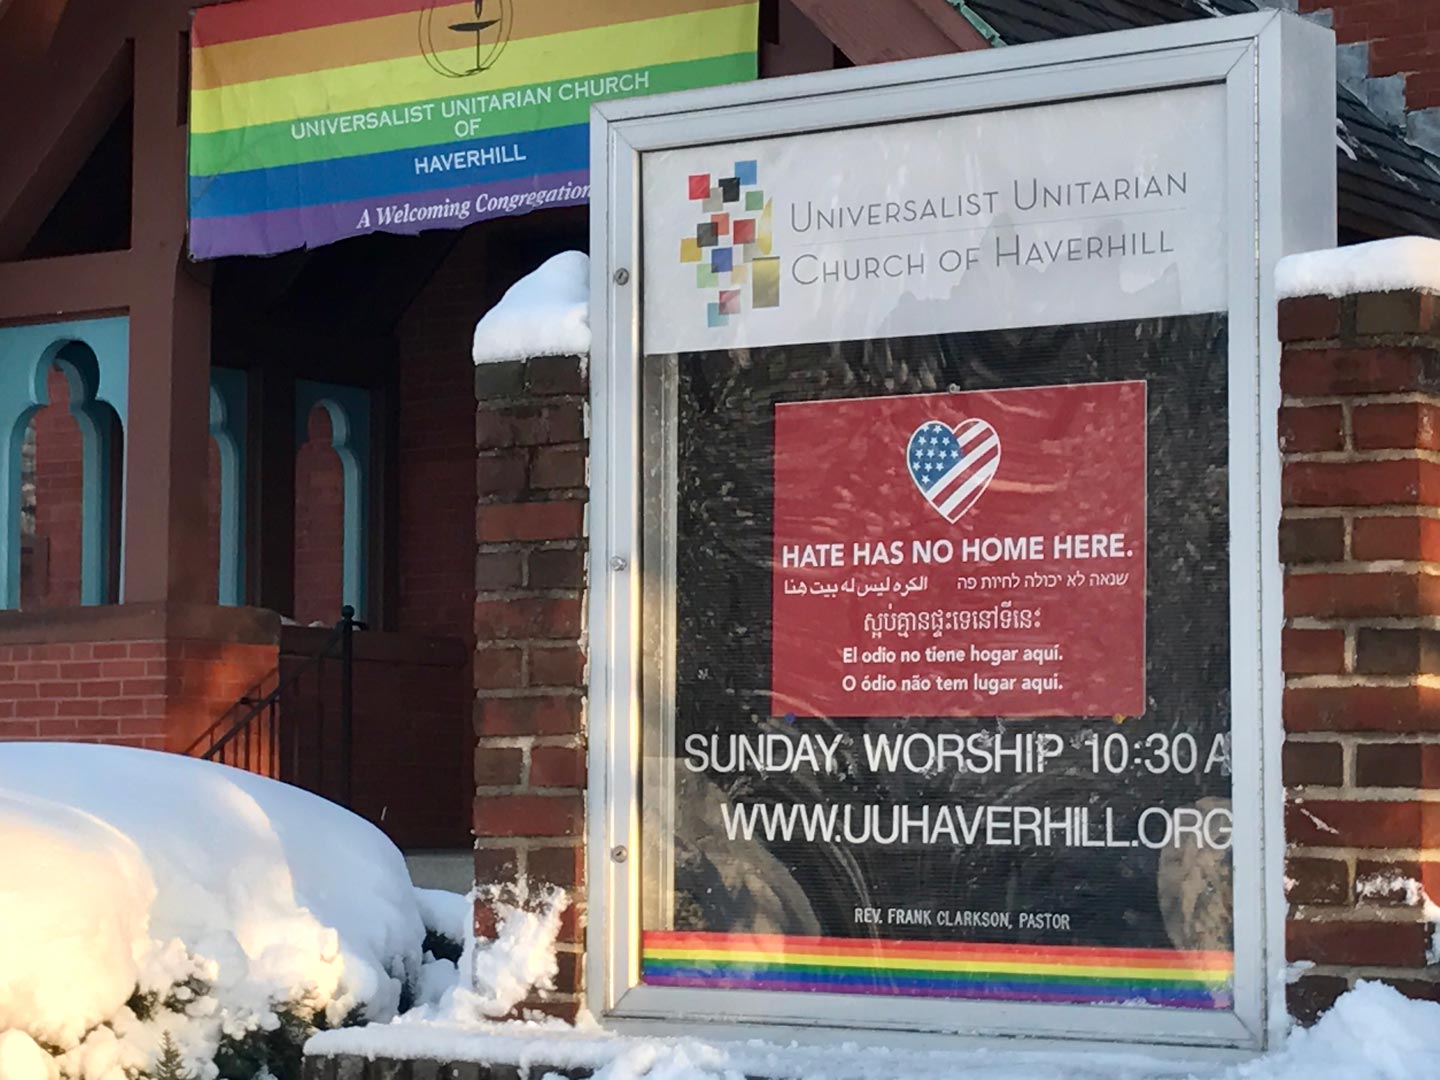 UNIVERSALIST UNITARIAN CHURCH
OF
HAVERHILL
A Welcoming Congregation
UNIVERSALIST UNITARIAN
CHURCH OF HAVERHILL
HATE HAS NO HOME HERE.
الكره ليس له بيت هنا שנאה לא יכולה לחיות פה
ស្អប់គ្មានផ្ទះទេនៅទីនេះ
El odio no tiene hogar aquí.
O ódio não tem lugar aquí.
SUNDAY WORSHIP 10:30 A
WWW.UUHAVERHILL.ORG
REV. FRANK CLARKSON, PASTOR